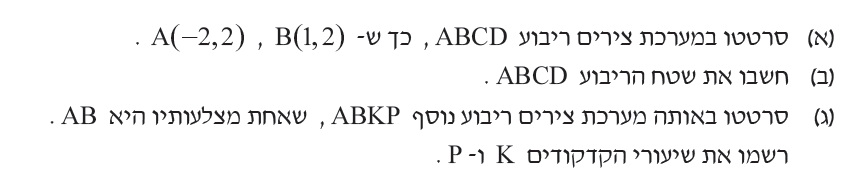 (א) סרטטו במערכת צירים ריבוע ABCD , כך ש- A(−2,2) , B(1,2) .
(ב) חשבו את שטח הריבוע ABCD .
(ג) סרטטו באותה מערכת צירים ריבוע נוסף ABKP , שאחת מצלעותיו היא AB .
רשמו את שיעורי הקדקודים K ו- P .